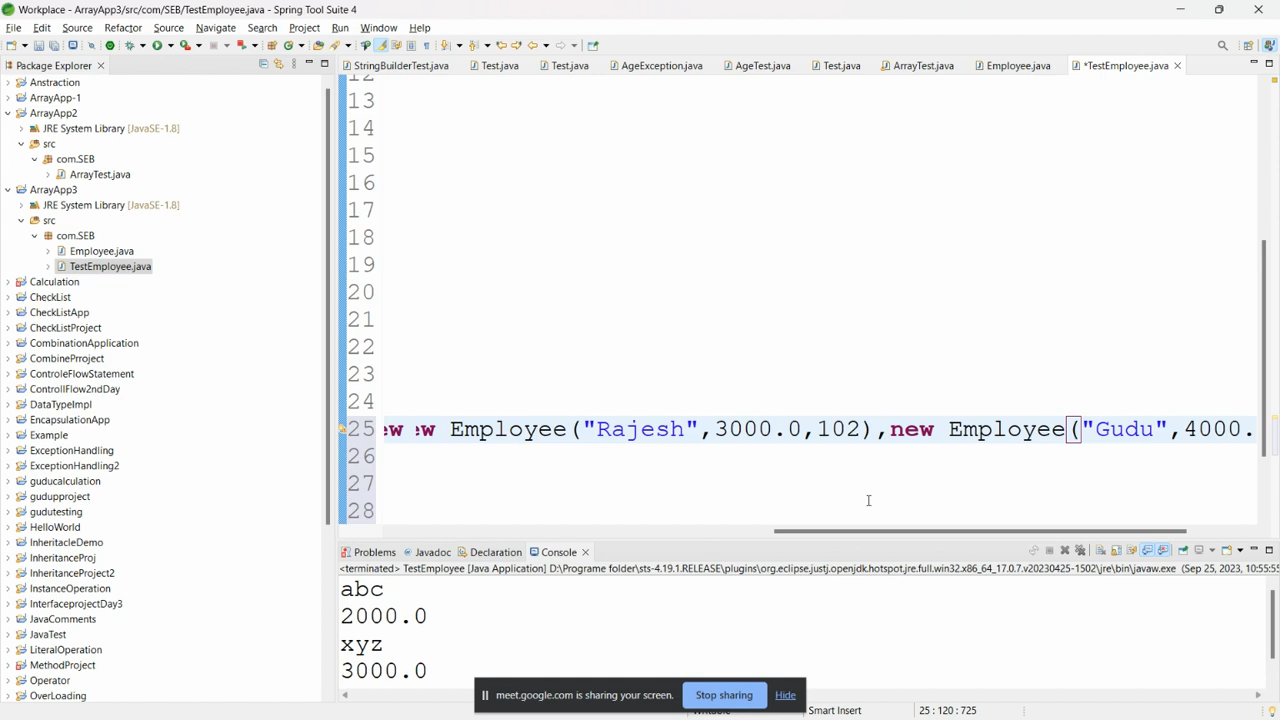 Workplace - ArrayApp3/src/com/SEB/TestEmployee.java - Spring Tool Suite 4
File Edit Source Refactor Source Navigate Search Project Run Window Help
Package Explorer
StringBuilderTest.java Test.java Test.java AgeException.java AgeTest.java Test.java ArrayTest.java Employee.java *TestEmployee.java
Anstraction
ArrayApp-1
ArrayApp2
JRE System Library [JavaSE-1.8]
src
com.SEB
ArrayTest.java
ArrayApp3
JRE System Library [JavaSE-1.8]
src
com.SEB
Employee.java
TestEmployee.java
Calculation
CheckList
CheckListApp
CheckListProject
CombinationApplication
CombinePrroject
ControleFlowStatement
ControllFlow2ndDay
DataTypeImpl
EncapsulationApp
Example
ExceptionHandling
ExceptionHandling2
guducalculation
gudupproject
gudutesting
HelloWorld
InheritacleDemo
InheritanceProj
InheritanceProject2
InstanceOperation
InterfaceprojectDay3
JavaComments
JavaTest
LiteralOperation
MethodProject
Operator
OverLoading
12
13
14
15
16
17
18
19
20
21
22
23
24
25 ew ew Employee("Rajesh",3000.0,102),new Employee("Gudu",4000.
26
27
28
Problems Javadoc Declaration Console
<terminated> TestEmployee [Java Application] D:\Programe folder\sts-4.19.1.RELEASE\plugins\org.eclipse.justj.openjdk.hotspot.jre.full.win32.x86_64_17.0.7.v20230425-1502\jre\bin\javaw.exe (Sep 25, 2023, 10:55:55
abc
2000.0
xyz
3000.0
meet.google.com is sharing your screen. Stop sharing Hide
Writable Smart Insert 25 : 120 : 725